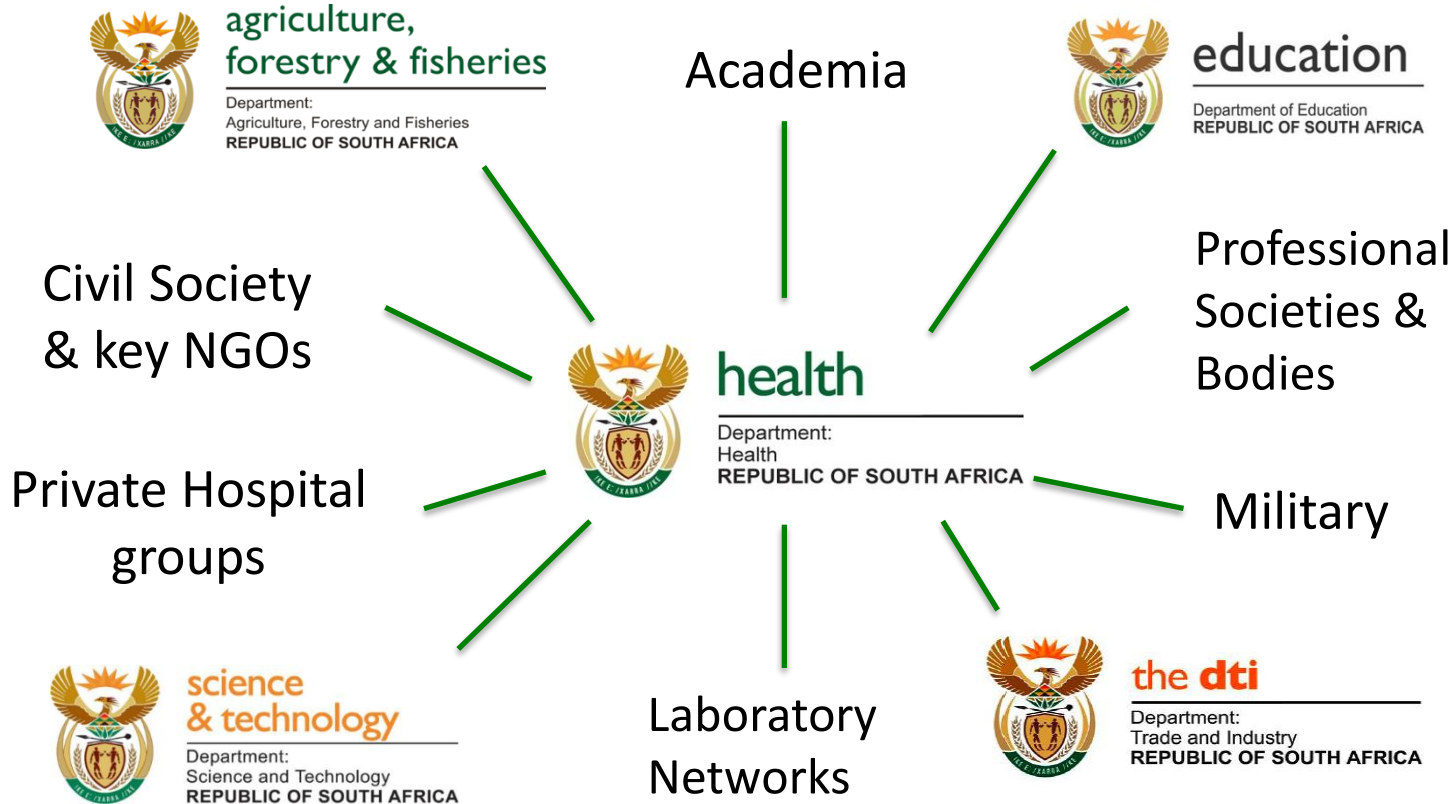 agriculture,
forestry & fisheries
Department:
Agriculture, Forestry and Fisheries
REPUBLIC OF SOUTH AFRICA
Academia
education
Department of Education
REPUBLIC OF SOUTH AFRICA
Civil Society
& key NGOs
Professional
Societies &
Bodies
health
Department:
Health
REPUBLIC OF SOUTH AFRICA
Private Hospital
groups
Military
science
& technology
Department:
Science and Technology
REPUBLIC OF SOUTH AFRICA
Laboratory
Networks
the dti
Department:
Trade and Industry
REPUBLIC OF SOUTH AFRICA